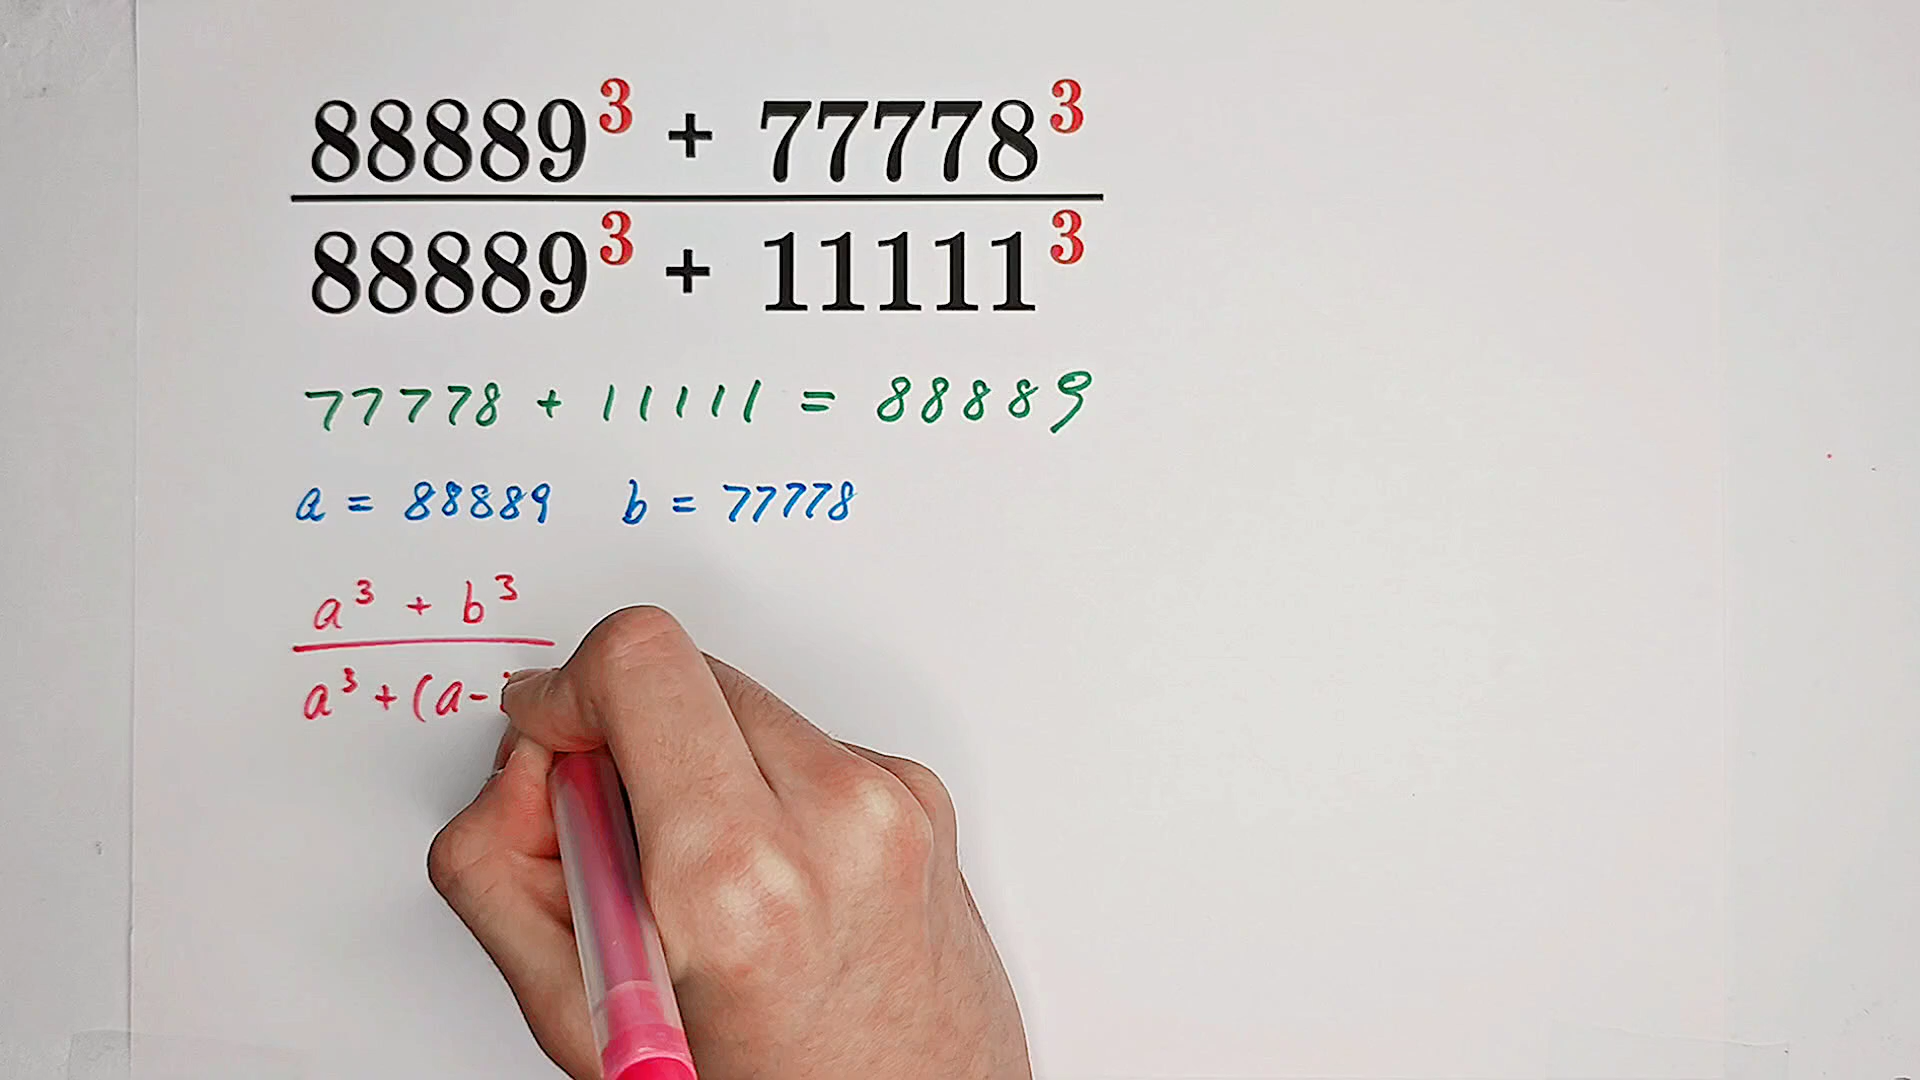 88889³ + 77778³
88889³ + 11111³
77778 + 11111 = 88889
a = 88889 b = 77778
a³ + b³
a³ + (a -